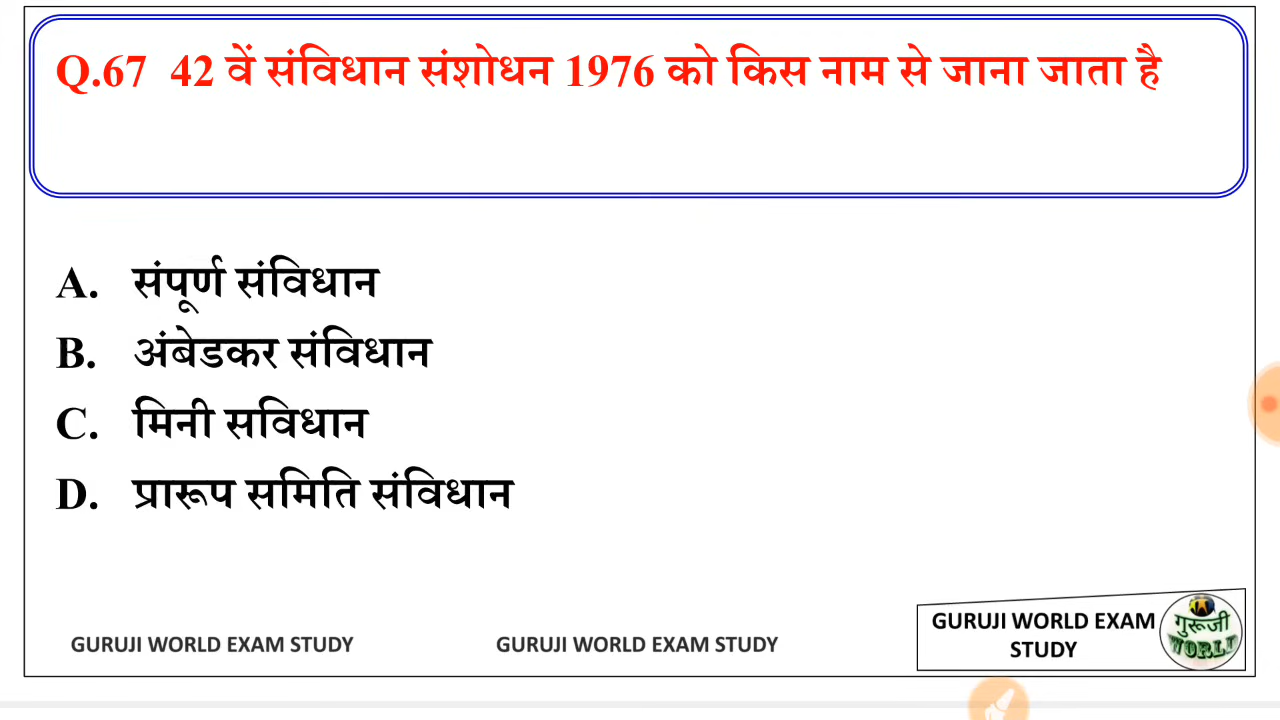 Q.67 42 वें संविधान संशोधन 1976 को किस नाम से जाना जाता है
A. संपूर्ण संविधान
B. अंबेडकर संविधान
C. मिनी सविधान
D. प्रारूप समिति संविधान
GURUJI WORLD EXAM STUDY
GURUJI WORLD EXAM STUDY
GURUJI WORLD EXAM
STUDY
गुरूजी
WORLD